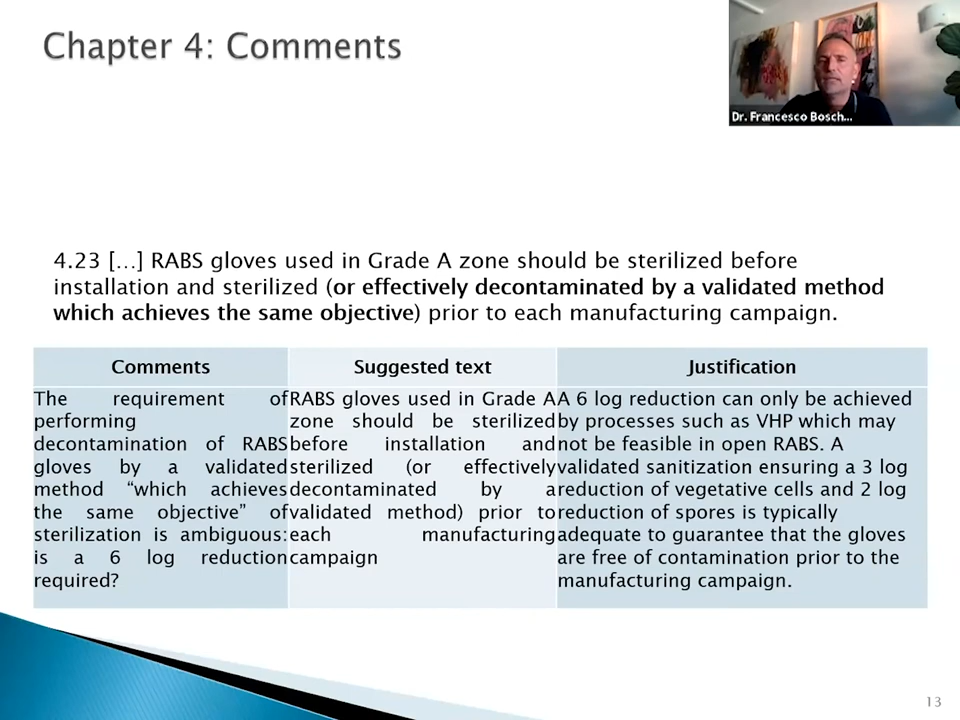 Chapter 4: Comments
Dr. Francesco Bosch...
4.23 […] RABS gloves used in Grade A zone should be sterilized before
installation and sterilized (or effectively decontaminated by a validated method
which achieves the same objective) prior to each manufacturing campaign.
Comments
The requirement of
performing
decontamination of RABS
gloves by a validated
method “which achieves
the same objective” of
sterilization is ambiguous:
is a 6 log reduction
required?
Suggested text
RABS gloves used in Grade A
zone should be sterilized
before installation and
sterilized (or effectively
decontaminated by a
validated method) prior to
each manufacturing
campaign
Justification
A 6 log reduction can only be achieved
by processes such as VHP which may
not be feasible in open RABS. A
validated sanitization ensuring a 3 log
reduction of vegetative cells and 2 log
reduction of spores is typically
adequate to guarantee that the gloves
are free of contamination prior to the
manufacturing campaign.
13